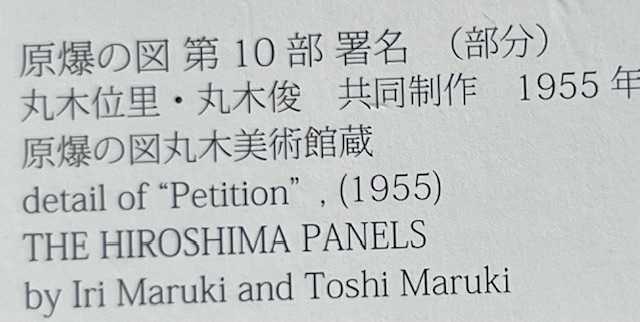 原爆の図 第 10 部 署名 （部分）
丸木位里・丸木俊　共同制作　1955 年
原爆の図丸木美術館蔵
detail of “Petition” , (1955)
THE HIROSHIMA PANELS
by Iri Maruki and Toshi Maruki